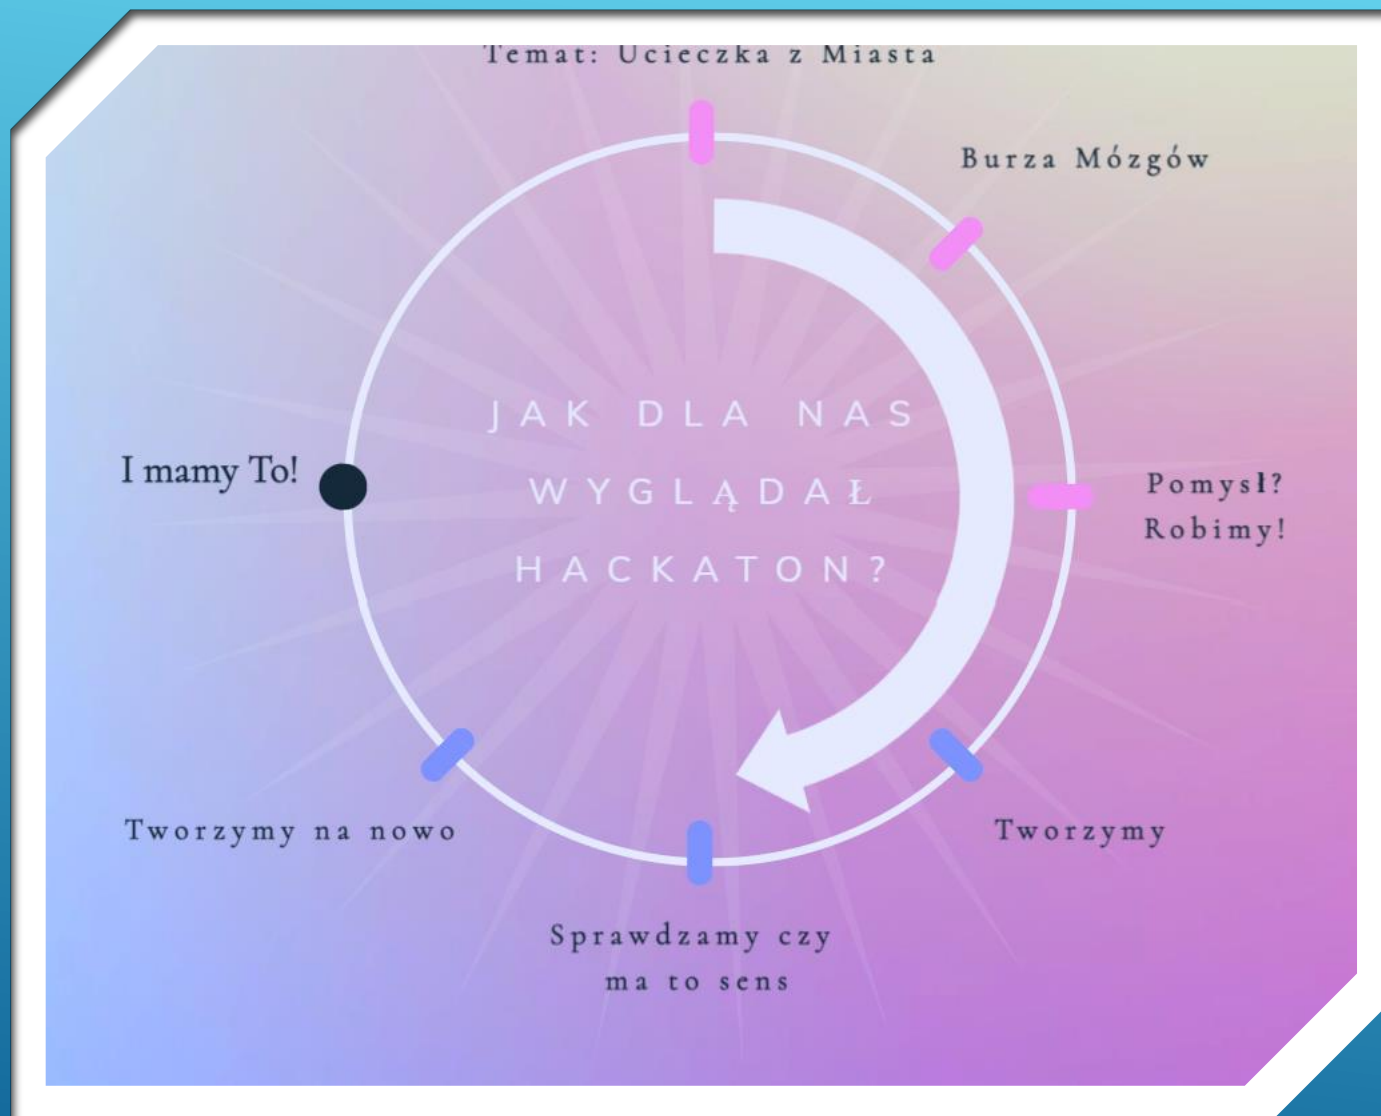 Temat: Ucieczka z Miasta
Burza Mózgów
JAK DLA NAS
WYGLĄDAŁ
HACKATON?
Pomysł?
Robimy!
Tworzymy
Sprawdzamy czy
ma to sens
Tworzymy na nowo
I mamy To!